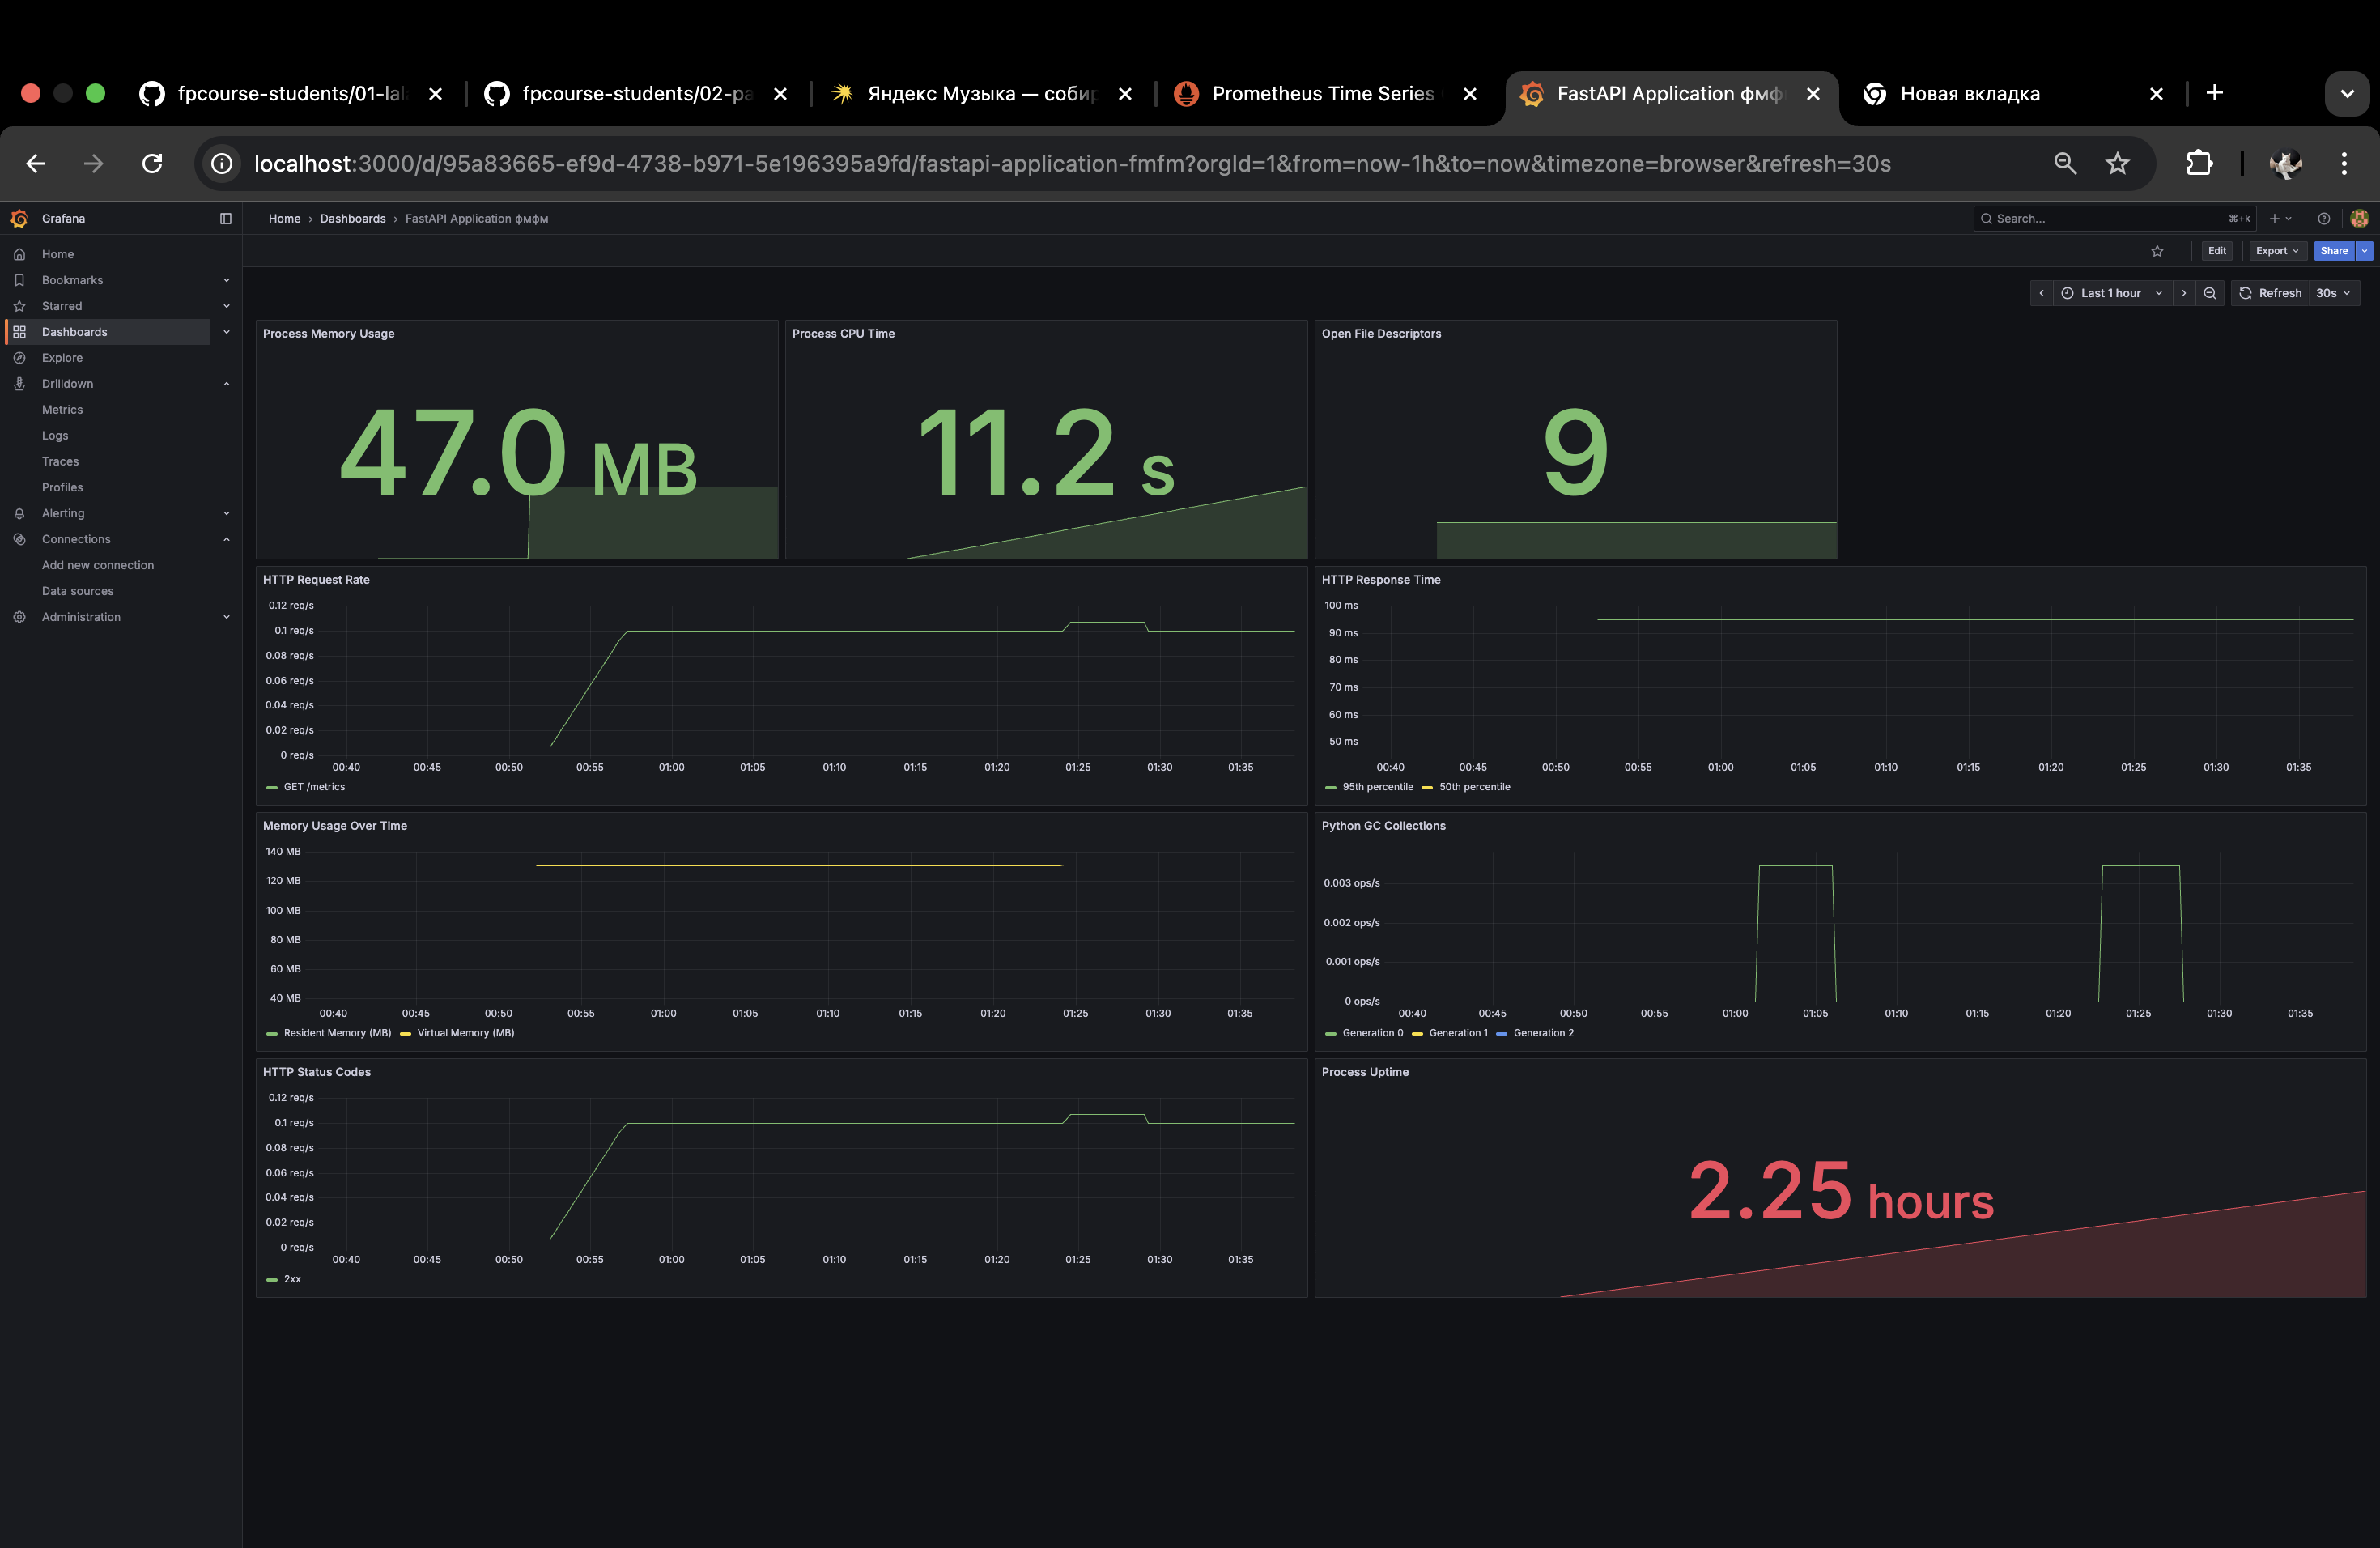 fpcourse-students/01-lal
fpcourse-students/02-pa
Яндекс Музыка — собир
Prometheus Time Series
FastAPI Application фмф
Новая вкладка
localhost:3000/d/95a83665-ef9d-4738-b971-5e196395a9fd/fastapi-application-fmfm?orgId=1&from=now-1h&to=now&timezone=browser&refresh=30s
Grafana
Home › Dashboards › FastAPI Application фмфм
Search...
⌘+k
Home
Bookmarks
Starred
Dashboards
Explore
Drilldown
Metrics
Logs
Traces
Profiles
Alerting
Connections
Add new connection
Data sources
Administration
Edit
Export
Share
Last 1 hour
Refresh
30s
Process Memory Usage
47.0 MB
Process CPU Time
11.2 s
Open File Descriptors
9
HTTP Request Rate
0.12 req/s
0.1 req/s
0.08 req/s
0.06 req/s
0.04 req/s
0.02 req/s
0 req/s
00:40 00:45 00:50 00:55 01:00 01:05 01:10 01:15 01:20 01:25 01:30 01:35
GET /metrics
HTTP Response Time
100 ms
90 ms
80 ms
70 ms
60 ms
50 ms
00:40 00:45 00:50 00:55 01:00 01:05 01:10 01:15 01:20 01:25 01:30 01:35
95th percentile 50th percentile
Memory Usage Over Time
140 MB
120 MB
100 MB
80 MB
60 MB
40 MB
00:40 00:45 00:50 00:55 01:00 01:05 01:10 01:15 01:20 01:25 01:30 01:35
Resident Memory (MB) Virtual Memory (MB)
Python GC Collections
0.003 ops/s
0.002 ops/s
0.001 ops/s
0 ops/s
00:40 00:45 00:50 00:55 01:00 01:05 01:10 01:15 01:20 01:25 01:30 01:35
Generation 0 Generation 1 Generation 2
HTTP Status Codes
0.12 req/s
0.1 req/s
0.08 req/s
0.06 req/s
0.04 req/s
0.02 req/s
0 req/s
00:40 00:45 00:50 00:55 01:00 01:05 01:10 01:15 01:20 01:25 01:30 01:35
2xx
Process Uptime
2.25 hours